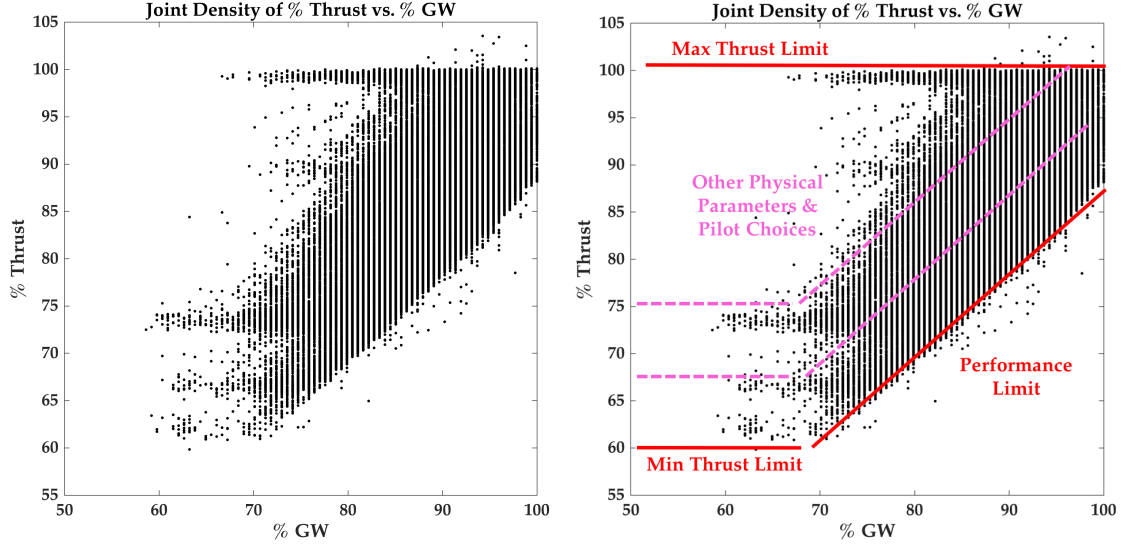 Joint Density of % Thrust vs. % GW
105
100
95
90
85
80
75
70
65
60
55
% Thrust
50
60
70
80
90
100
% GW
Joint Density of % Thrust vs. % GW
105
100
95
90
85
80
75
70
65
60
55
% Thrust
Max Thrust Limit
Other Physical
Parameters &
Pilot Choices
Performance
Limit
Min Thrust Limit
50
60
70
80
90
100
% GW